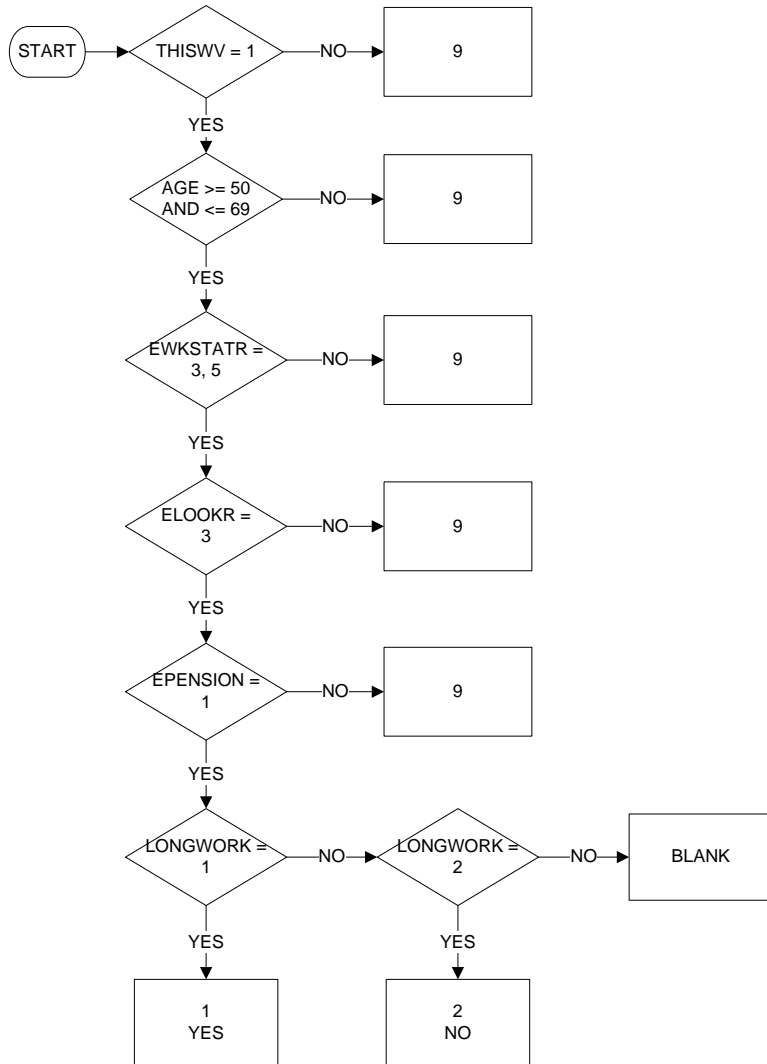 START
THISWV = 1
NO
9
YES
AGE >= 50
AND <= 69
NO
9
YES
EWKSTATR =
3, 5
NO
9
YES
ELOOKR =
3
NO
9
YES
EPENSION =
1
NO
9
YES
LONGWORK =
1
NO
LONGWORK =
2
NO
BLANK
YES
YES
1
YES
2
NO